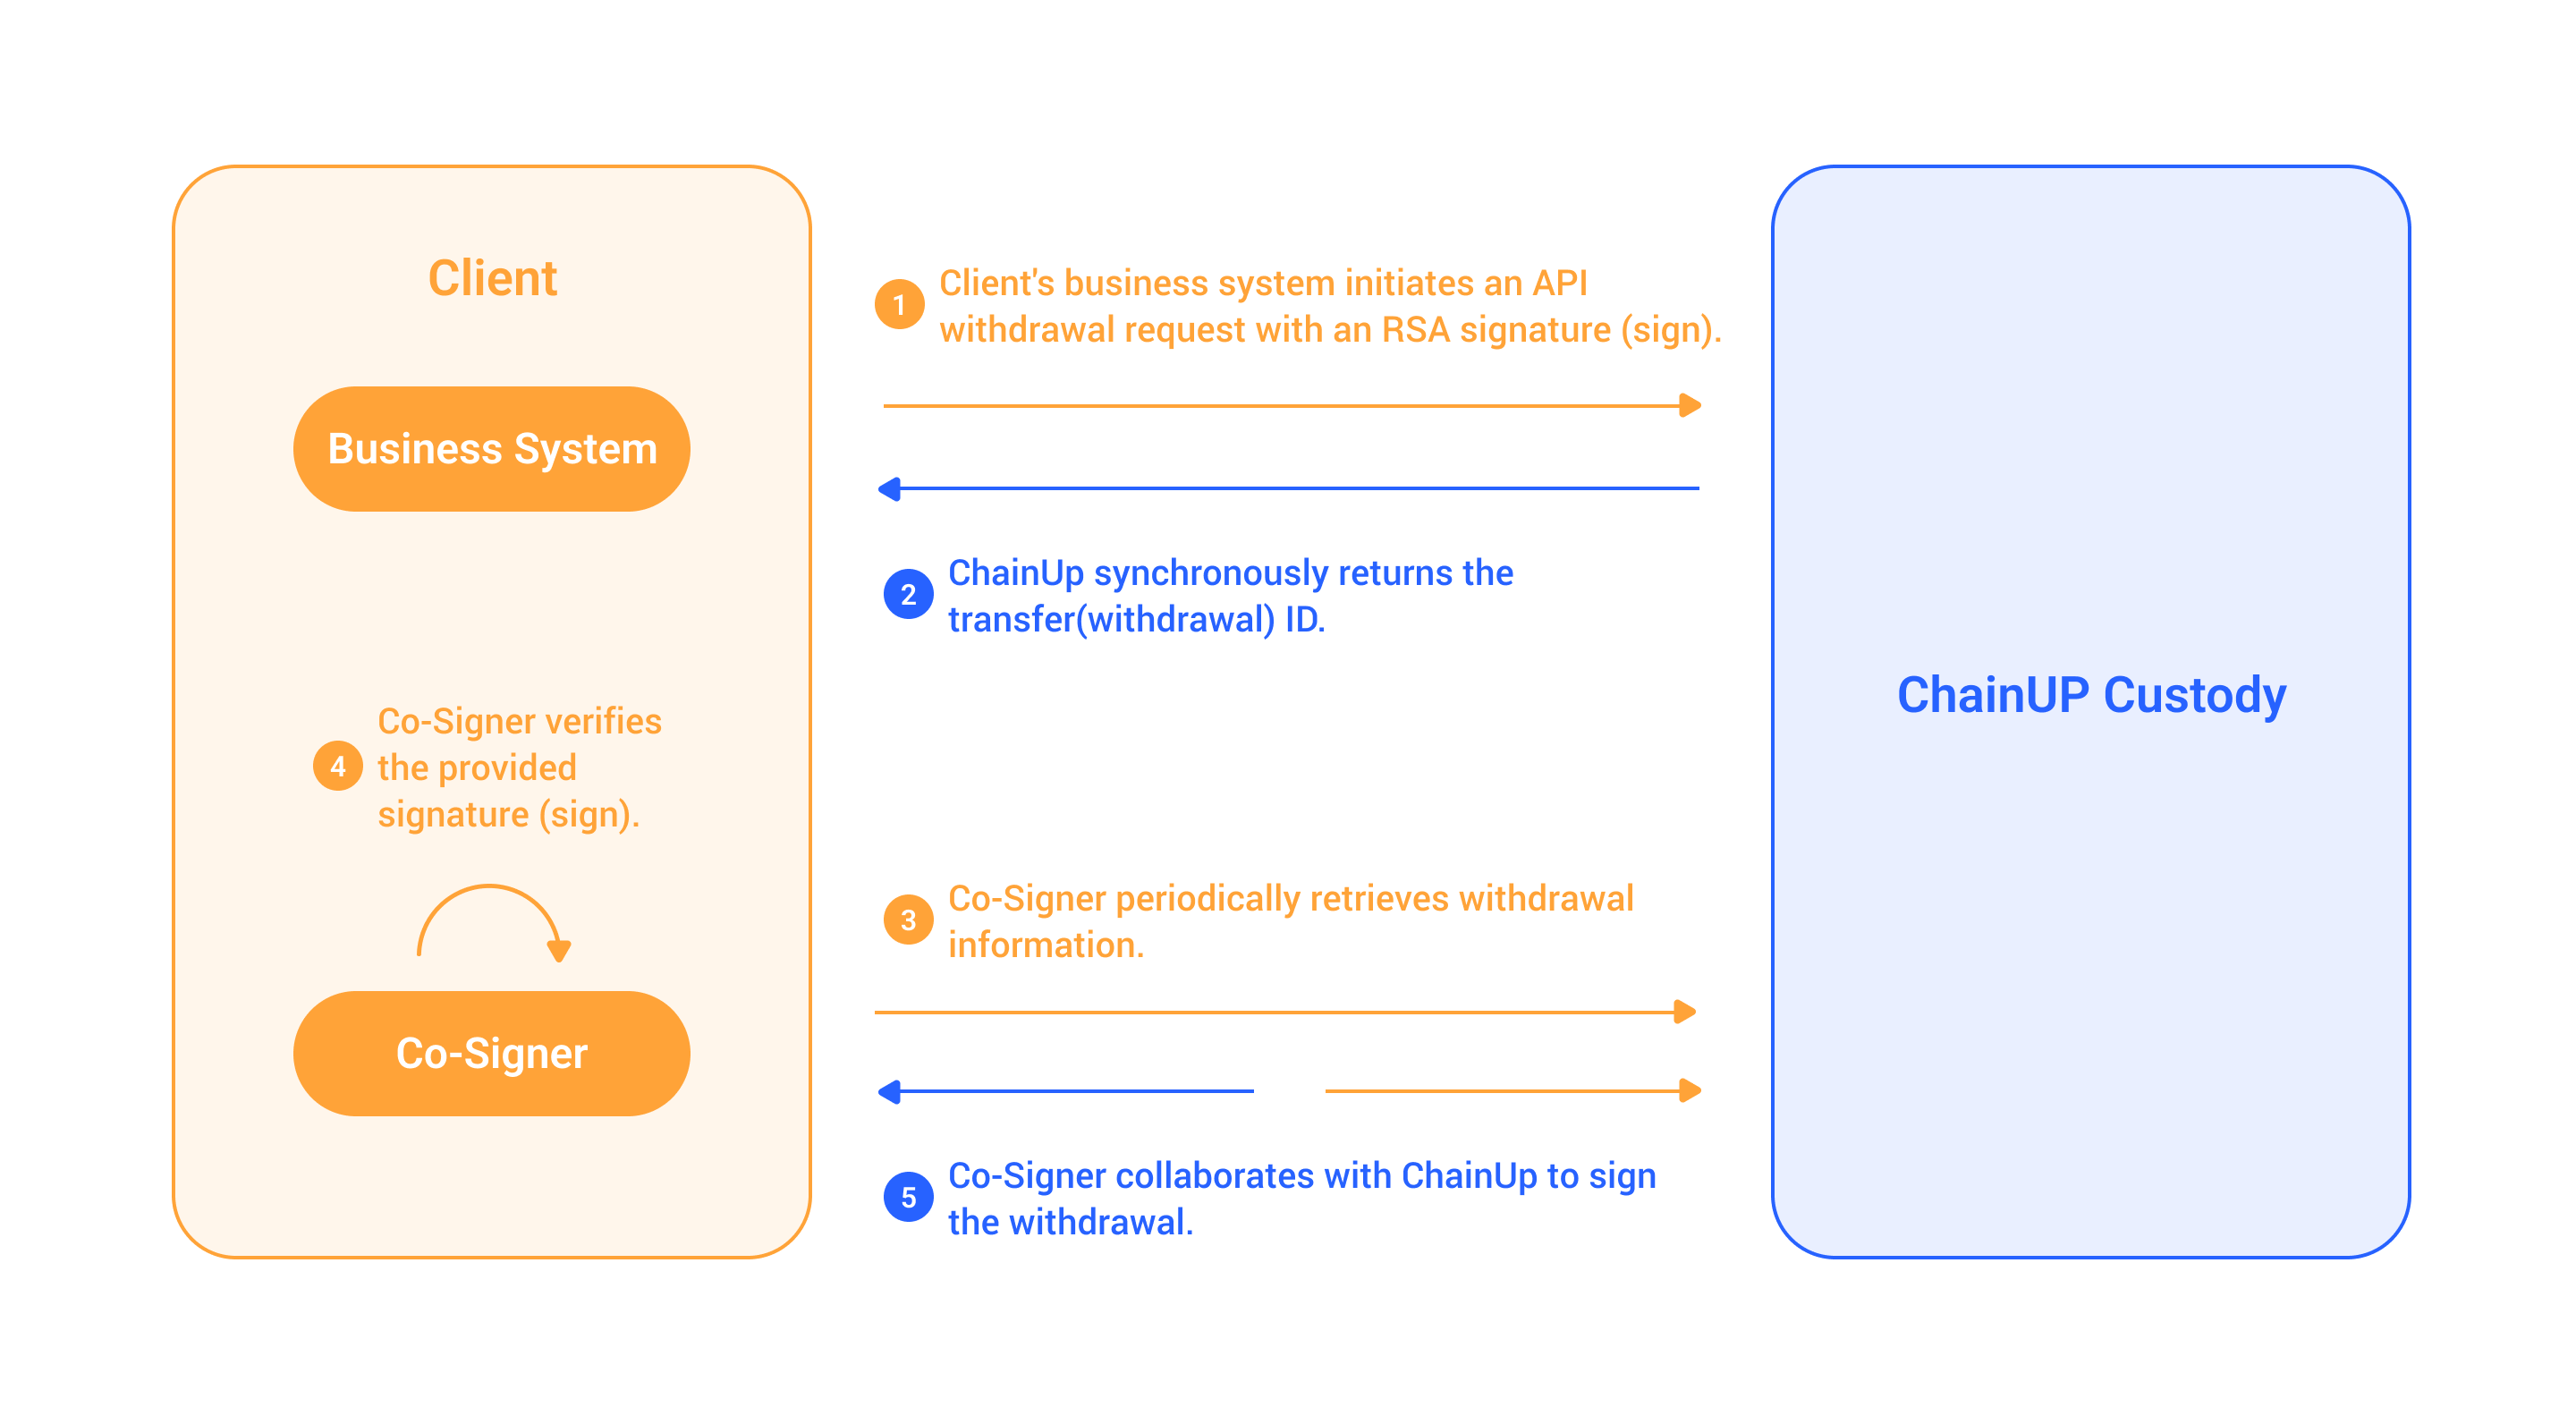 Client
Business System
1
Client's business system initiates an API
withdrawal request with an RSA signature (sign).
2
ChainUp synchronously returns the
transfer(withdrawal) ID.
ChainUP Custody
4
Co-Signer verifies
the provided
signature (sign).
Co-Signer
3
Co-Signer periodically retrieves withdrawal
information.
5
Co-Signer collaborates with ChainUp to sign
the withdrawal.